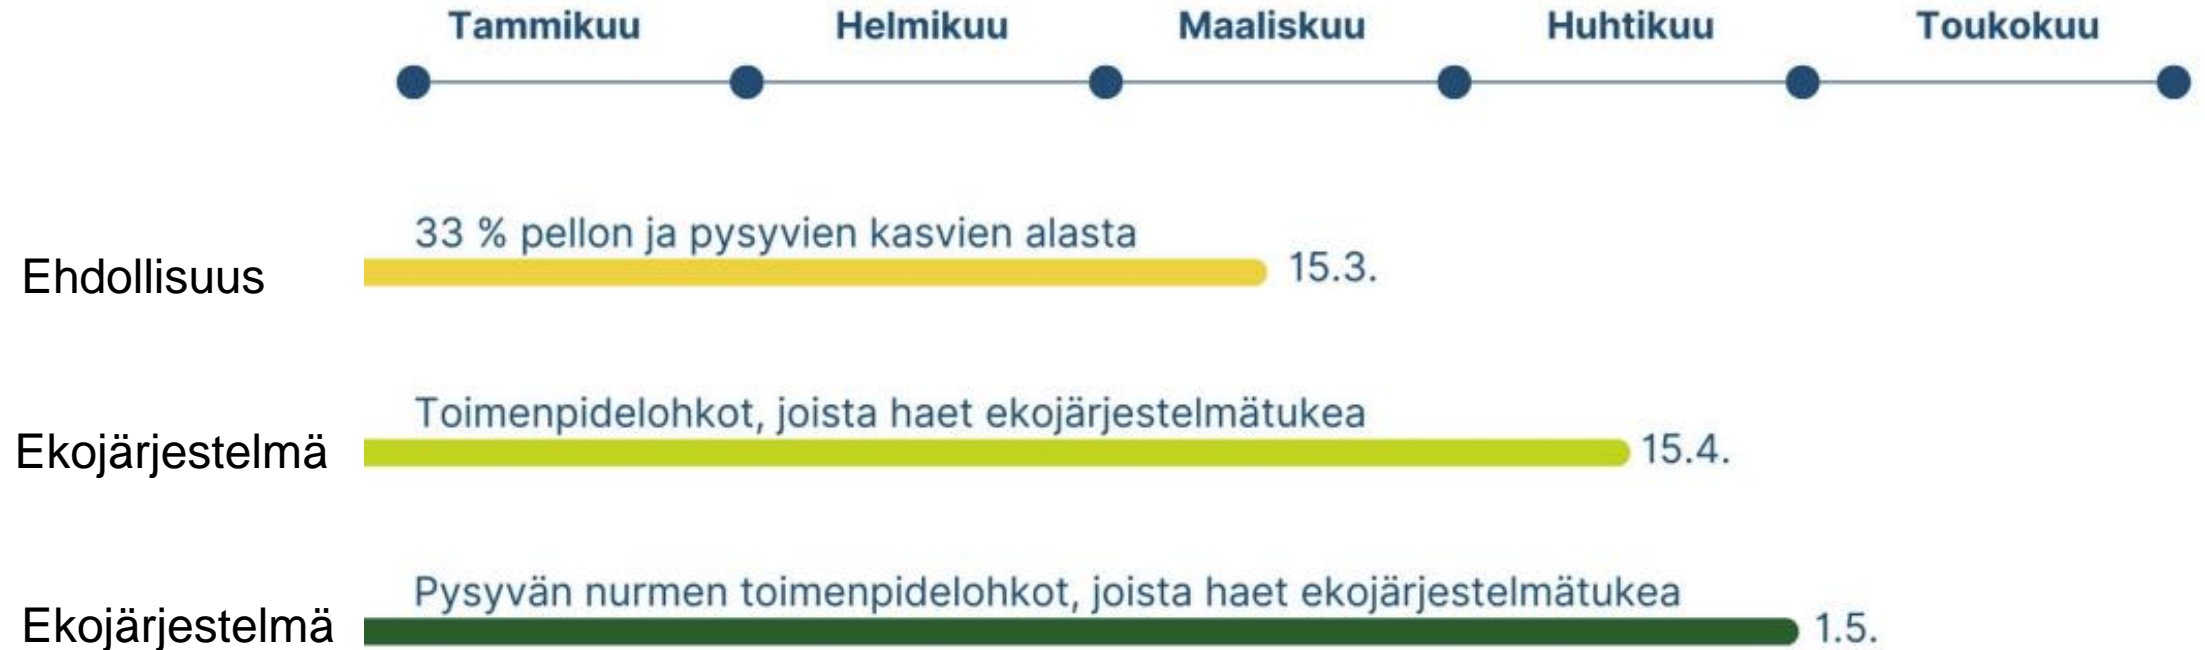 Tammikuu Helmikuu Maaliskuu Huhtikuu Toukokuu
33 % pellon ja pysyvien kasvien alasta
Ehdollisuus 15.3.
Toimenpidelohkot, joista haet ekojärjestelmätukea
Ekojärjestelmä 15.4.
Pysyvän nurmen toimenpidelohkot, joista haet ekojärjestelmätukea
Ekojärjestelmä 1.5.